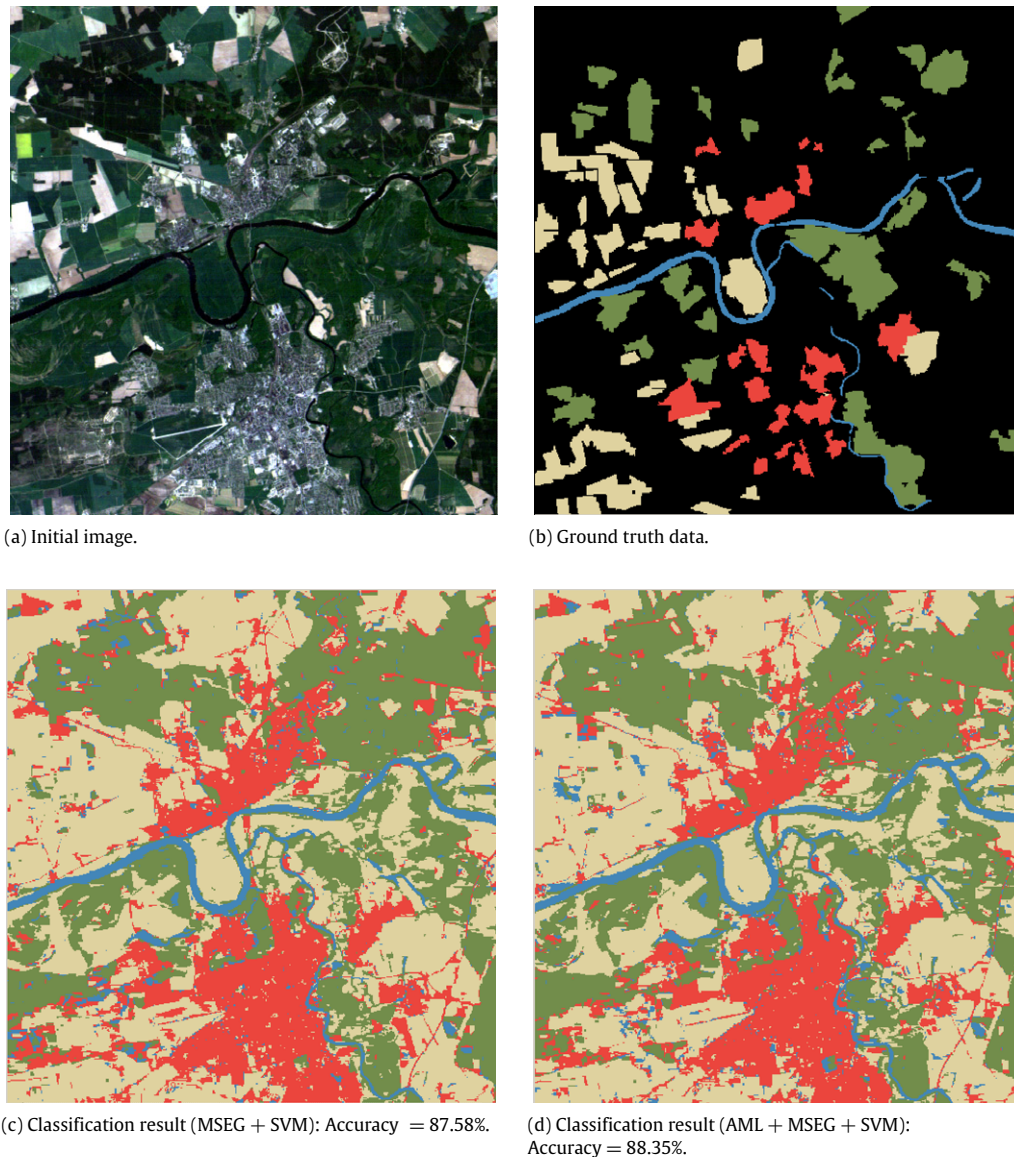 (a) Initial image.
(b) Ground truth data.
(c) Classification result (MSEG + SVM): Accuracy = 87.58%.
(d) Classification result (AML + MSEG + SVM):
Accuracy = 88.35%.